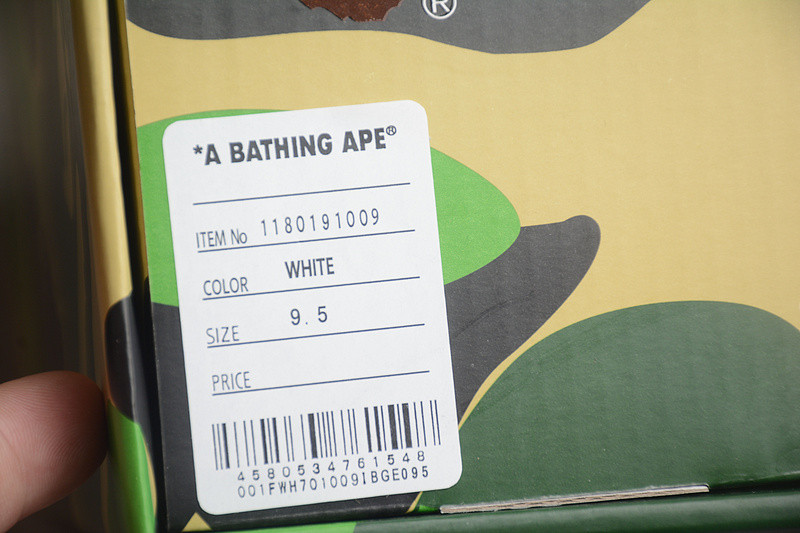 ®
*A BATHING APE®
ITEM No 1180191009
COLOR WHITE
SIZE 9.5
PRICE
4580534761548
001FWH701009IBGE095